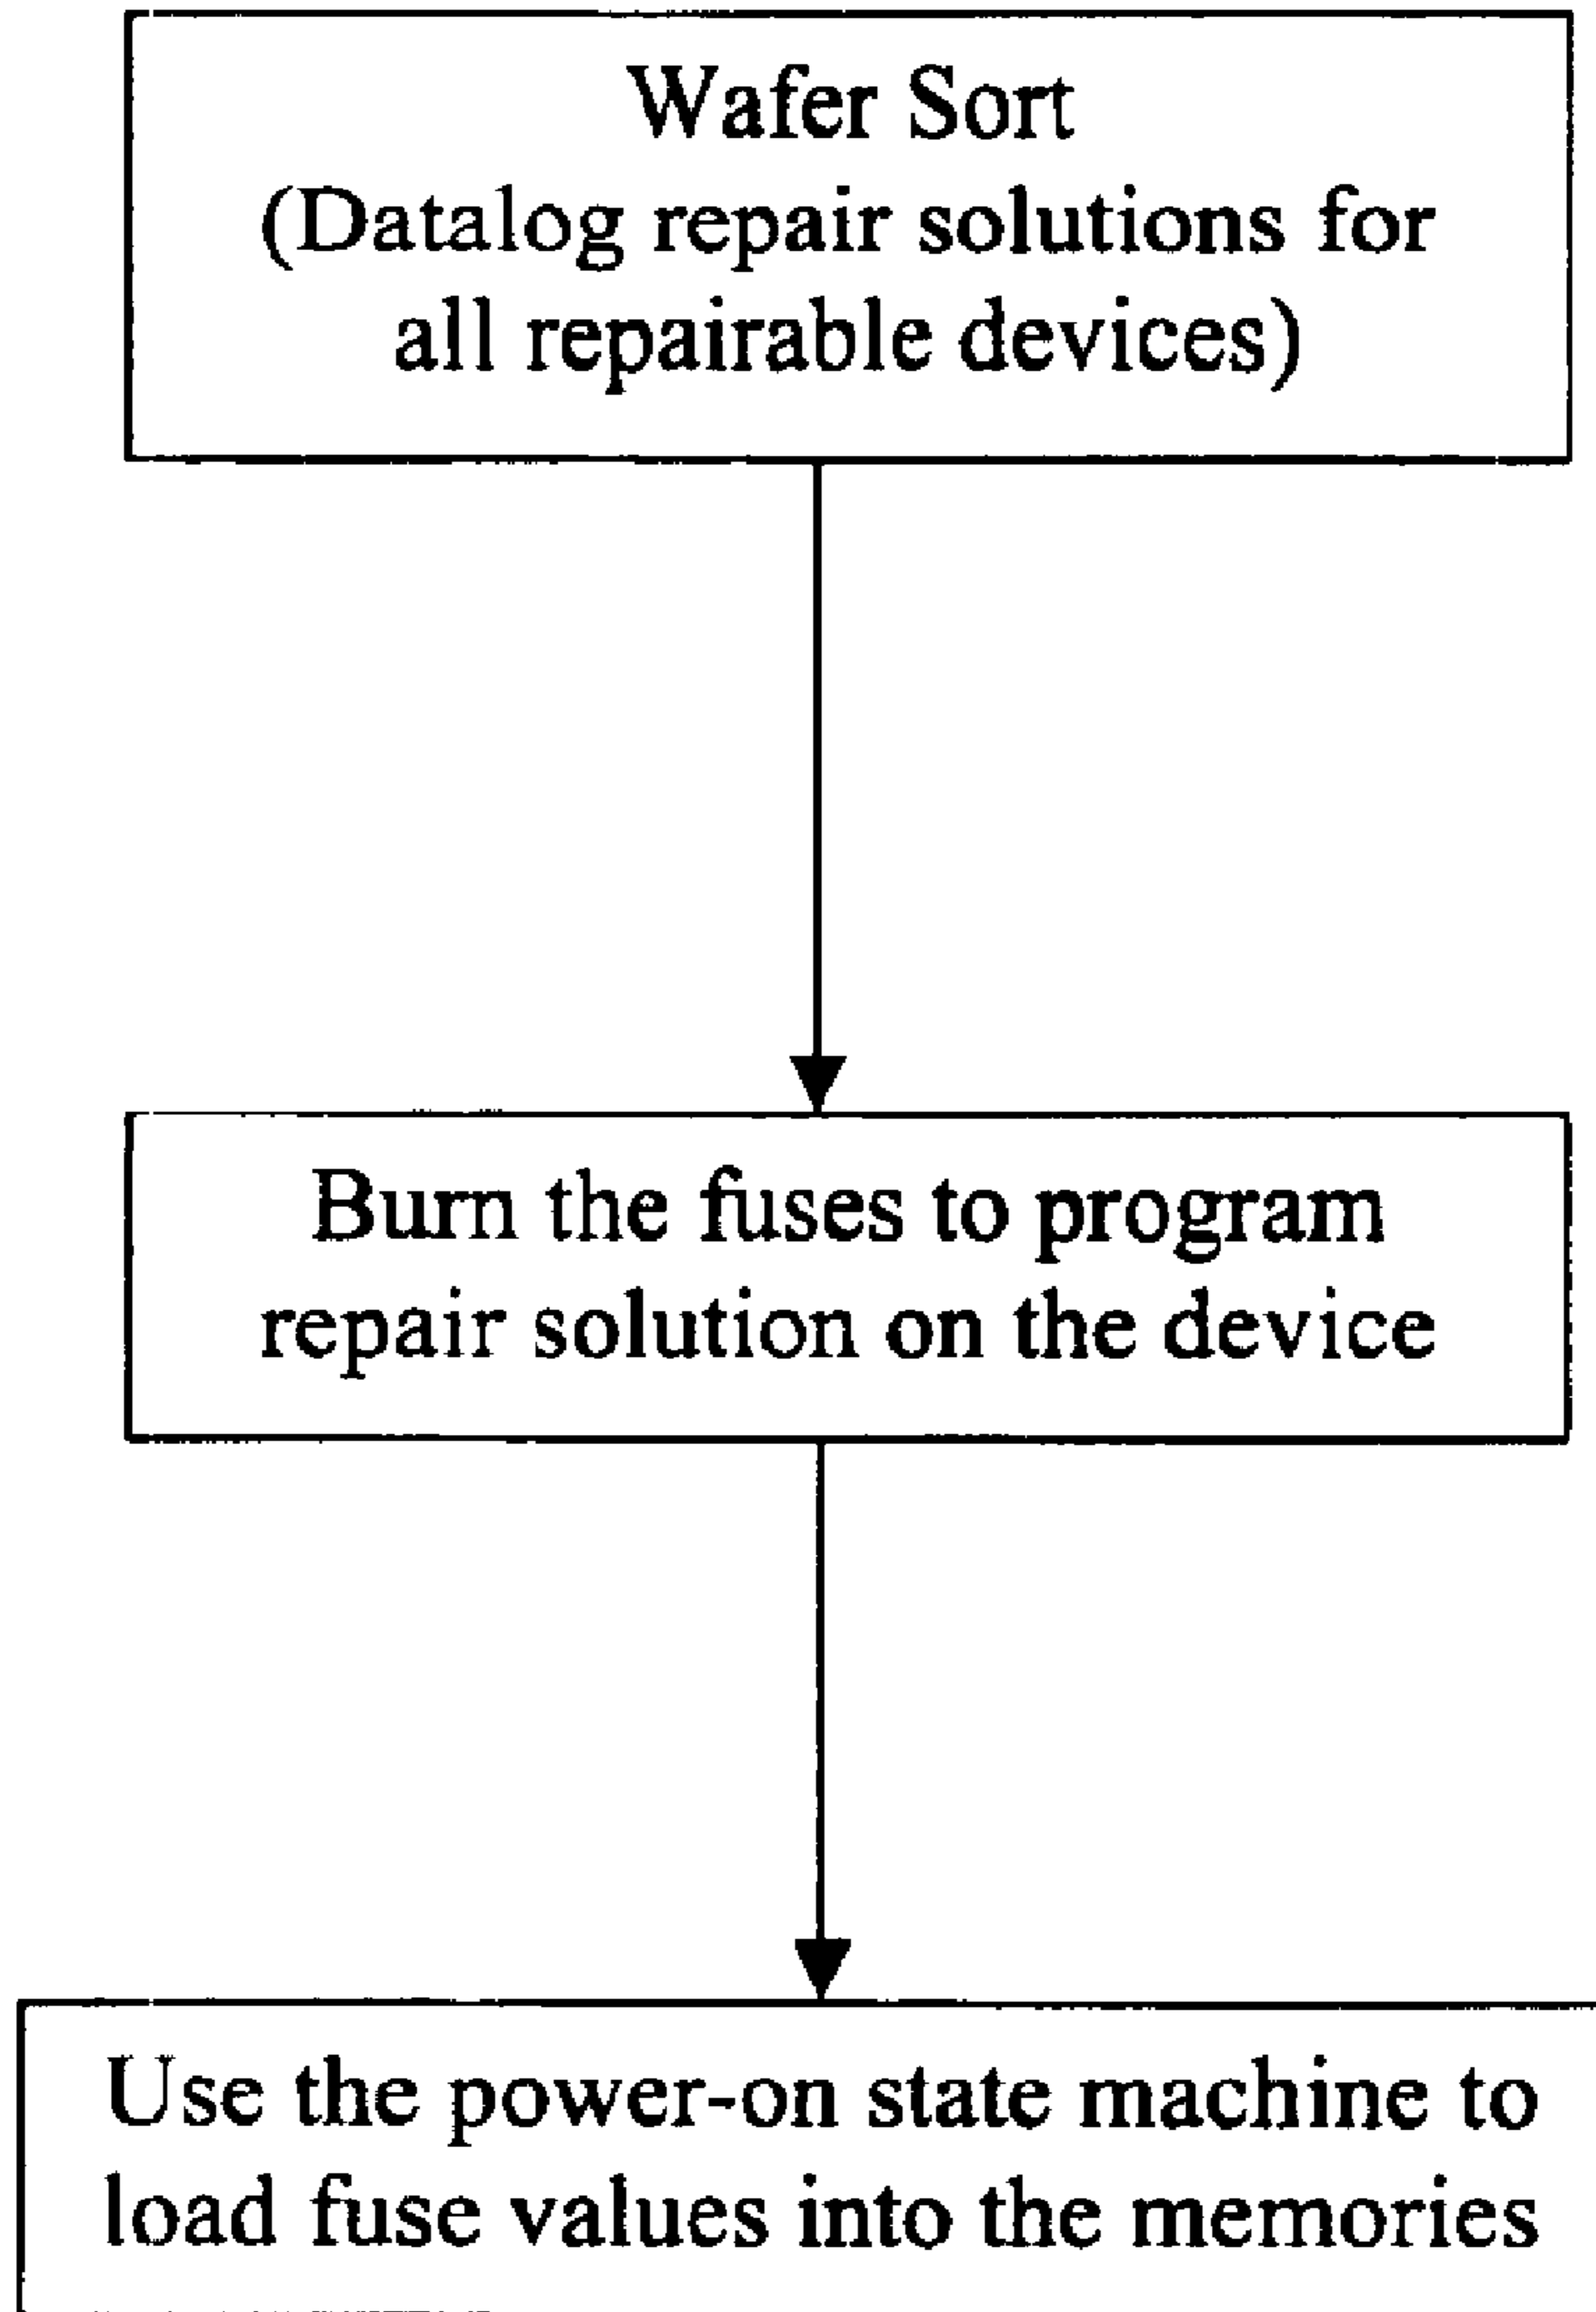 Wafer Sort
(Datalog repair solutions for
all repairable devices)
Burn the fuses to program
repair solution on the device
Use the power-on state machine to
load fuse values into the memories